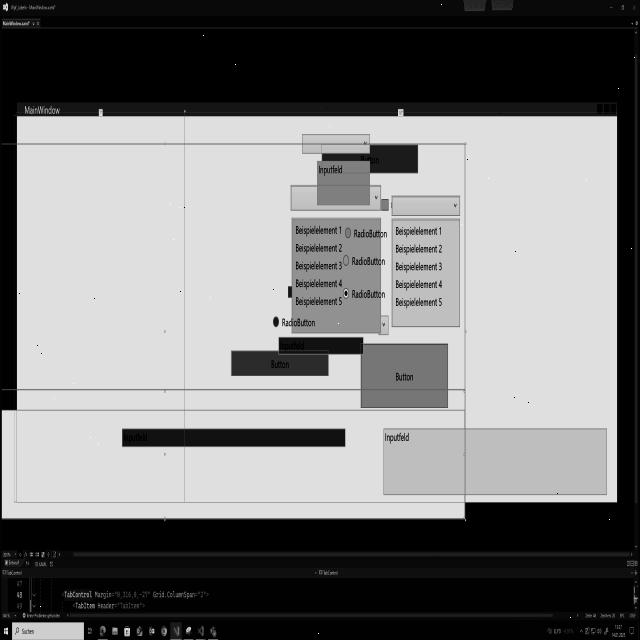 MainWindow
Button
Inputfeld
Beispielelement 1
Beispielelement 2
Beispielelement 3
Beispielelement 4
Beispielelement 5
RadioButton
RadioButton
RadioButton
RadioButton
Beispielelement 1
Beispielelement 2
Beispielelement 3
Beispielelement 4
Beispielelement 5
Inputfeld
Button
Button
Inputfeld
Inputfeld
TabControl
TabControl
47
48 <TabControl Margin="0,316,0,-27" Grid.ColumnSpan="2">
49 <TabItem Header="TabItem">
Suchen